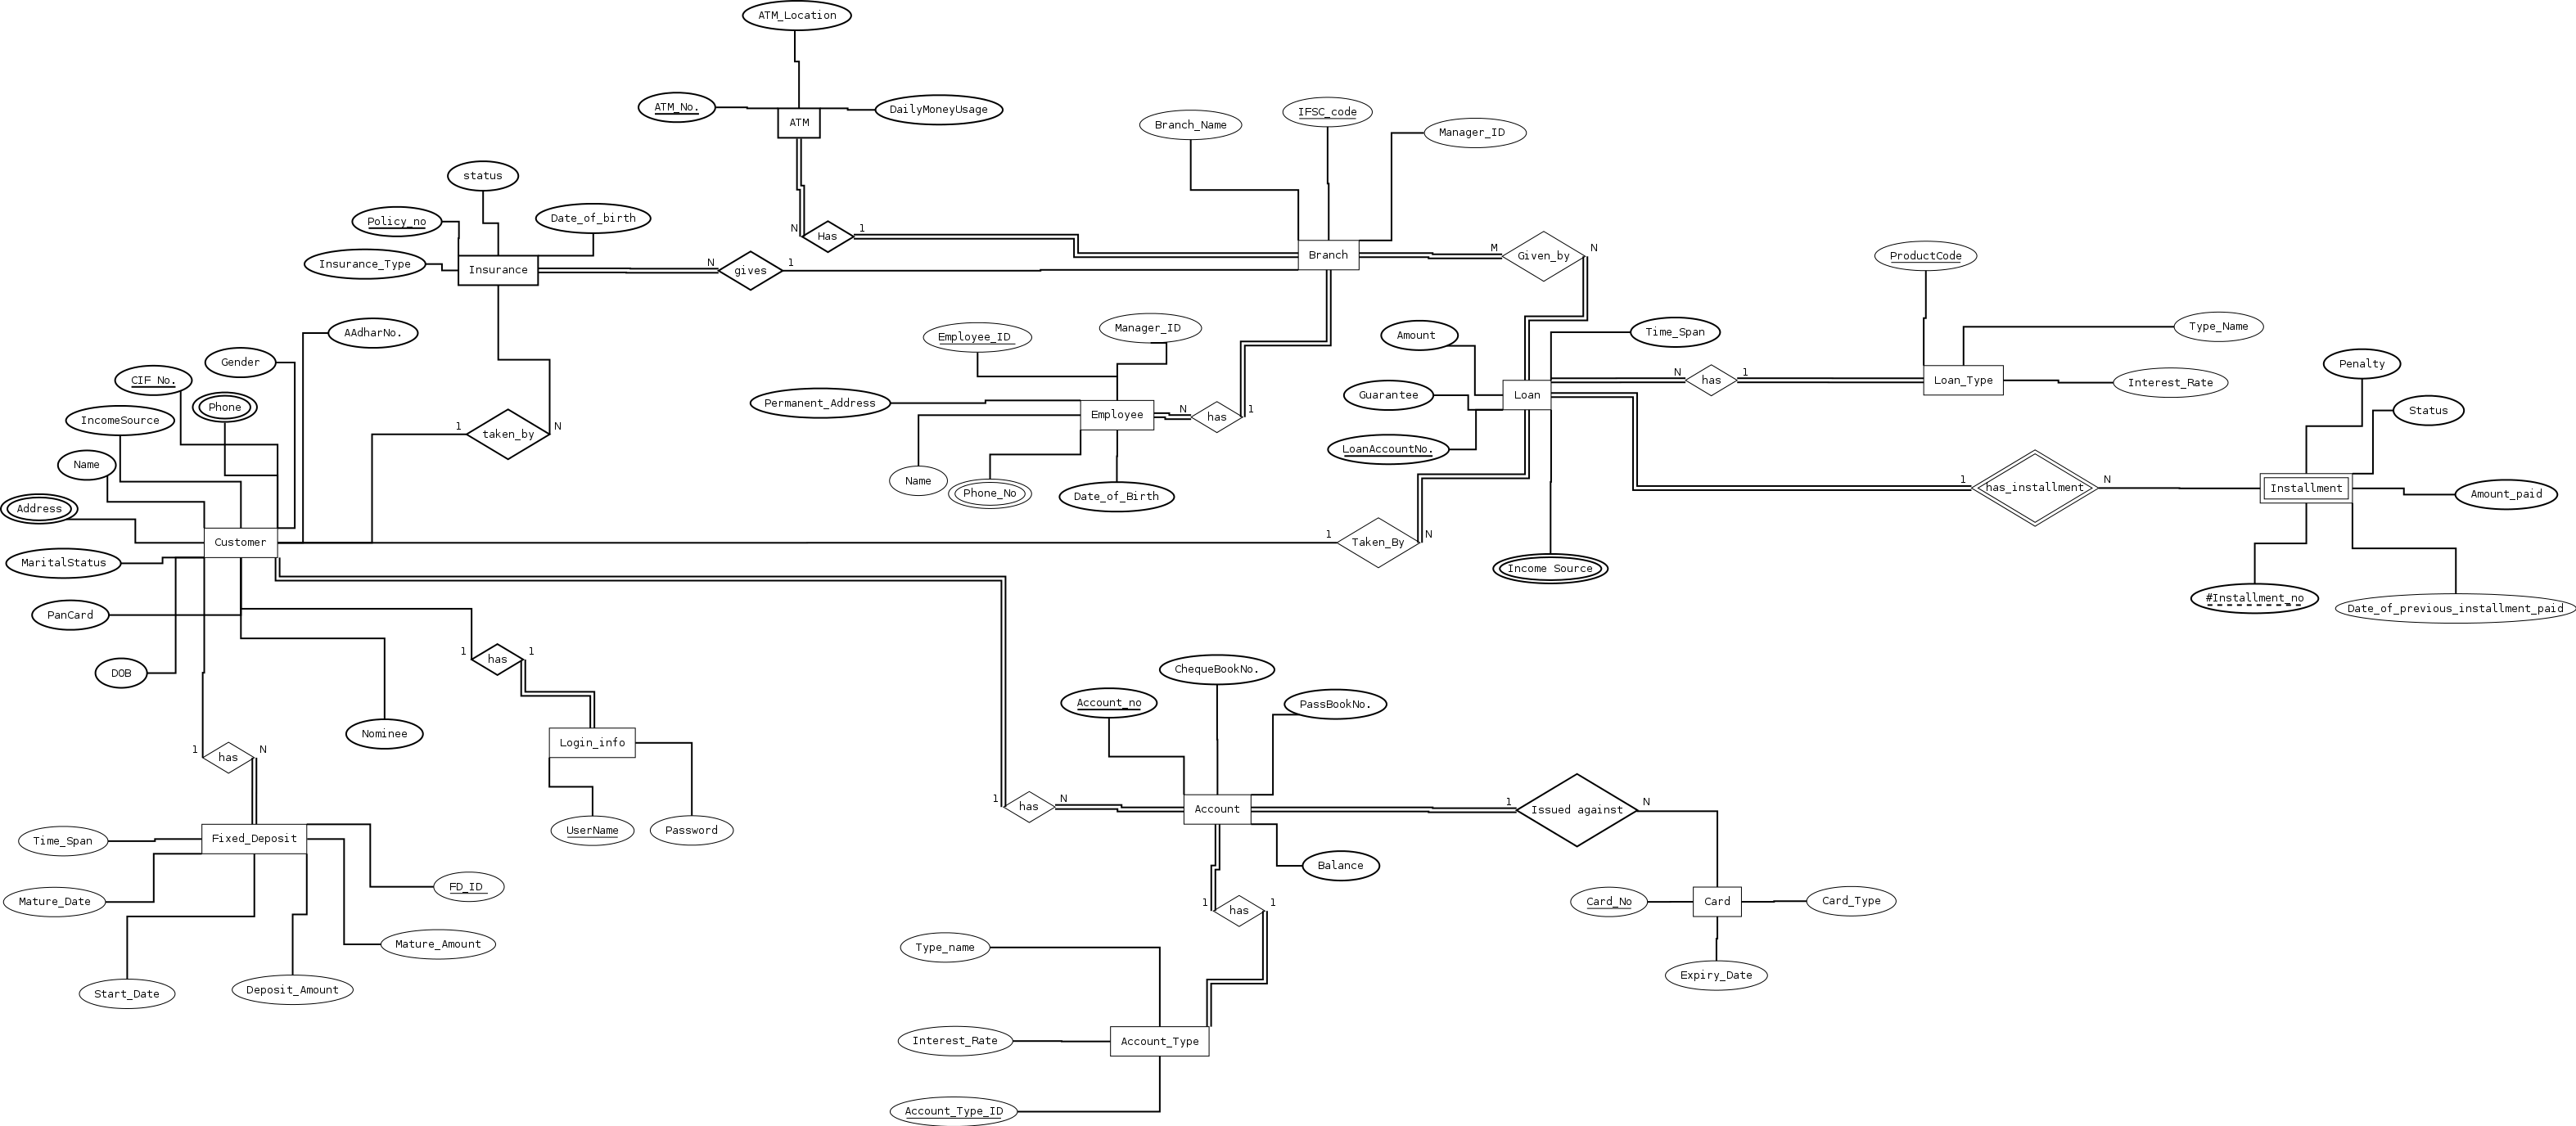 ATM_Location
ATM_No.
DailyMoneyUsage
ATM
Branch_Name
IFSC_code
Manager_ID
status
Policy_no
Date_of_birth
Insurance_Type
Insurance
N
gives
1
N
Has
1
Branch
M
Given_by
N
ProductCode
Type_Name
Interest_Rate
Loan_Type
AAdharNo.
Gender
CIF_No.
Phone
IncomeSource
Name
Address
MaritalStatus
PanCard
DOB
Nominee
Customer
1
taken_by
N
Employee_ID
Manager_ID
Permanent_Address
Employee
N
has
1
Name
Phone_No
Date_of_Birth
Amount
Time_Span
Guarantee
LoanAccountNo.
Loan
N
has
1
Income Source
1
Taken_By
N
Penalty
Status
1
has_installment
N
Installment
Amount_paid
#Installment_no
Date_of_previous_installment_paid
1
has
1
Login_info
UserName
Password
1
has
N
Fixed_Deposit
Time_Span
Mature_Date
Start_Date
Deposit_Amount
Mature_Amount
FD_ID
Account_no
ChequeBookNo.
PassBookNo.
1
has
N
Account
1
Issued against
N
Balance
Card_No
Card
Card_Type
Expiry_Date
1
has
1
Type_name
Interest_Rate
Account_Type
Account_Type_ID